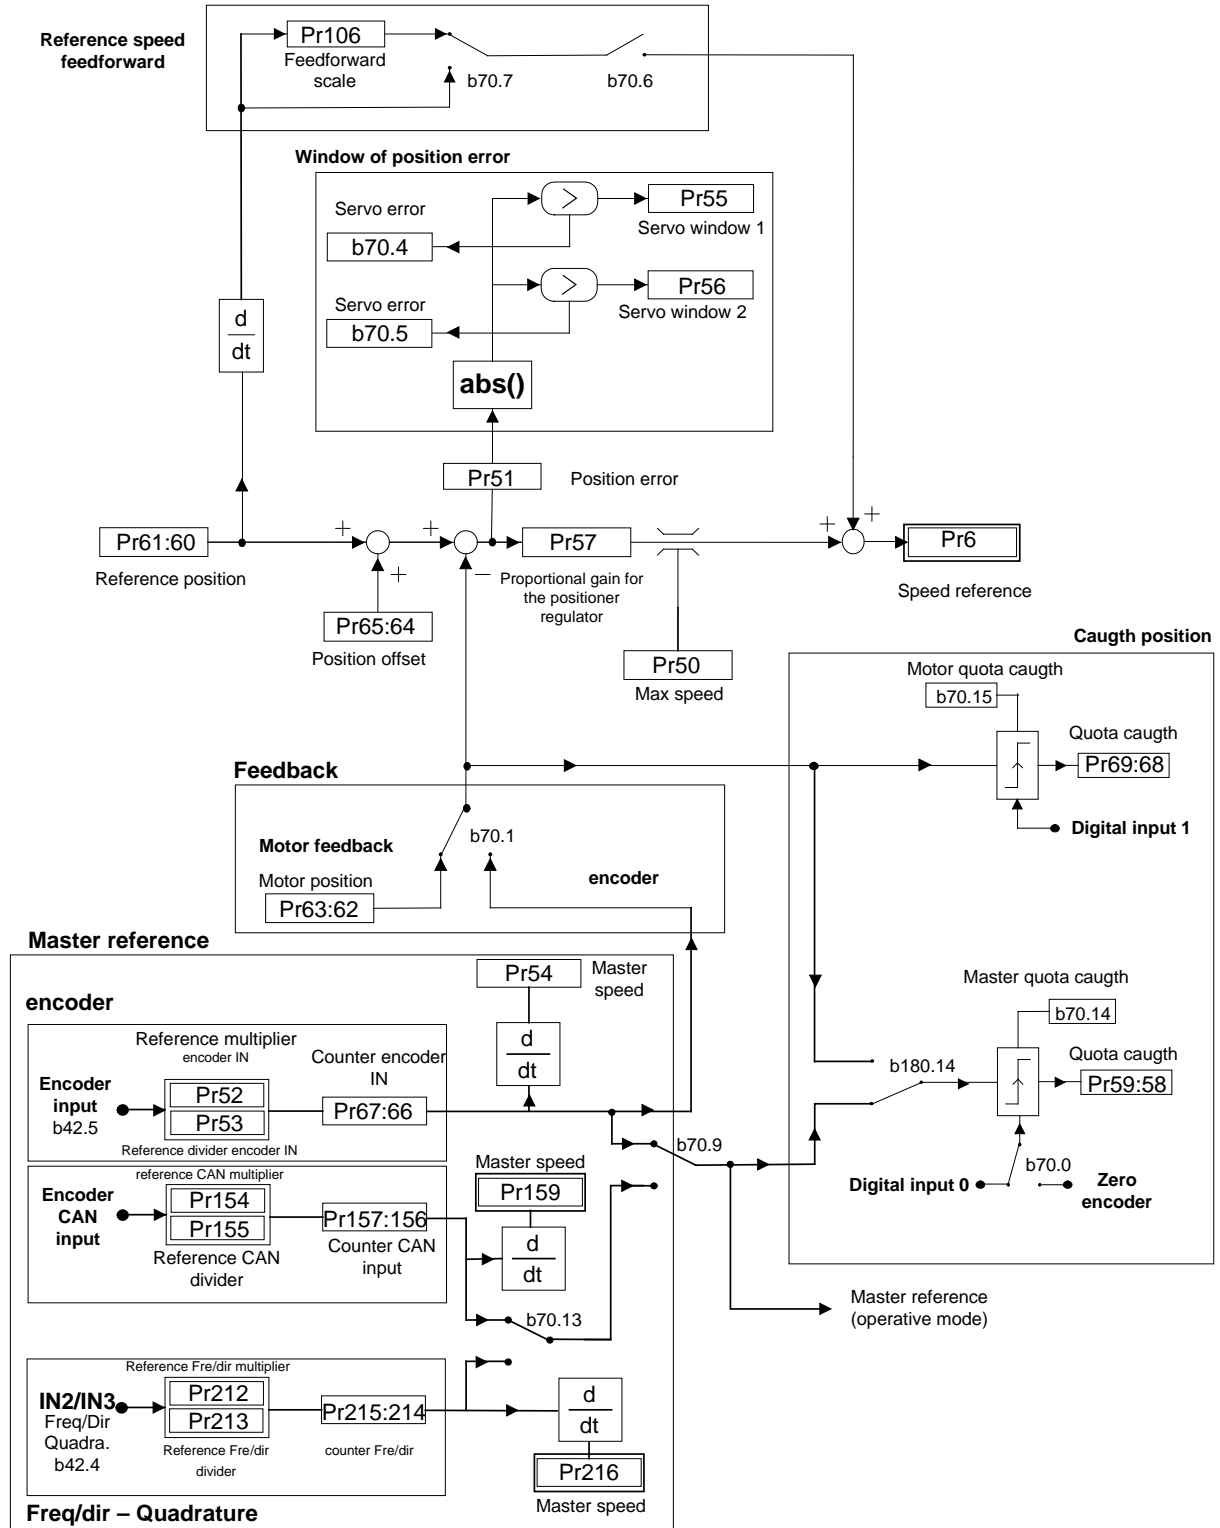 Reference speed
feedforward
Pr106
Feedforward
scale
b70.7
b70.6
Window of position error
Servo error
b70.4
>
Pr55
Servo window 1
Servo error
b70.5
>
Pr56
Servo window 2
d
dt
abs()
Pr51
Position error
Pr61:60
Reference position
+
+
Pr65:64
Position offset
+
−
Pr57
Proportional gain for
the positioner
regulator
Pr50
Max speed
+
+
Pr6
Speed reference
Caugth position
Motor quota caugth
b70.15
Quota caugth
Pr69:68
Digital input 1
Feedback
Motor feedback
b70.1
Motor position
Pr63:62
encoder
Master quota caugth
b70.14
b180.14
Quota caugth
Pr59:58
b70.0
Digital input 0
Zero
encoder
Master reference
encoder
Pr54
Master
speed
d
dt
Reference multiplier
encoder IN
Encoder
input
b42.5
Pr52
Pr53
Reference divider encoder IN
Counter encoder
IN
Pr67:66
b70.9
reference CAN multiplier
Encoder
CAN
input
Pr154
Pr155
Reference CAN
divider
Pr157:156
Counter CAN
input
Master speed
Pr159
d
dt
b70.13
Master reference
(operative mode)
Reference Fre/dir multiplier
IN2/IN3
Freq/Dir
Quadra.
b42.4
Pr212
Pr213
Reference Fre/dir
divider
Pr215:214
counter Fre/dir
d
dt
Pr216
Master speed
Freq/dir – Quadrature